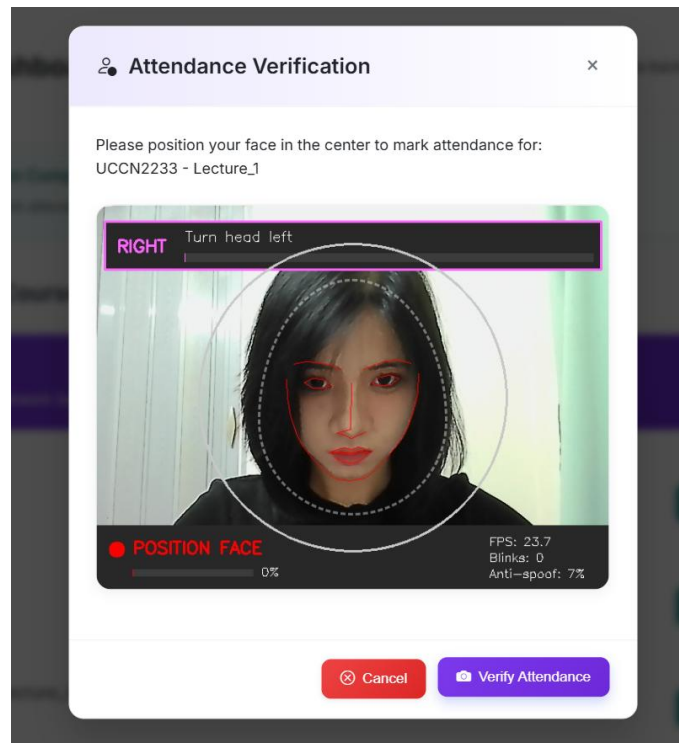 Attendance Verification
×
Please position your face in the center to mark attendance for:
UCCN2233 - Lecture_1
RIGHT
Turn head left
POSITION FACE
0%
FPS: 23.7
Blinks: 0
Anti-spoof: 7%
Cancel
Verify Attendance